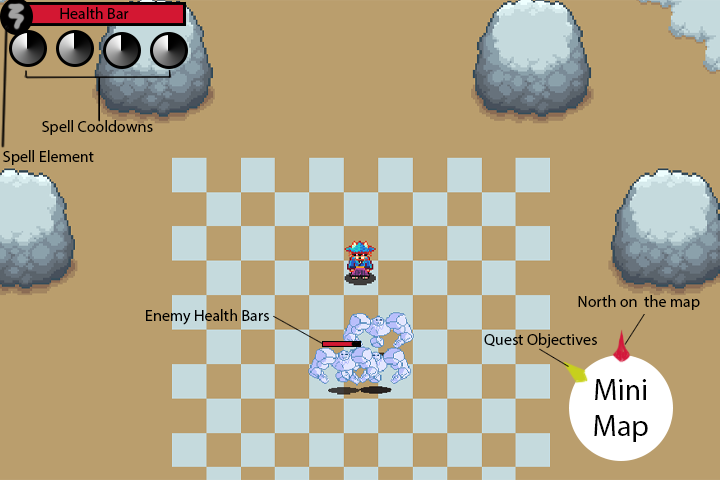 Health Bar
Spell Cooldowns
Spell Element
North on the map
Enemy Health Bars
Quest Objectives
Mini
Map